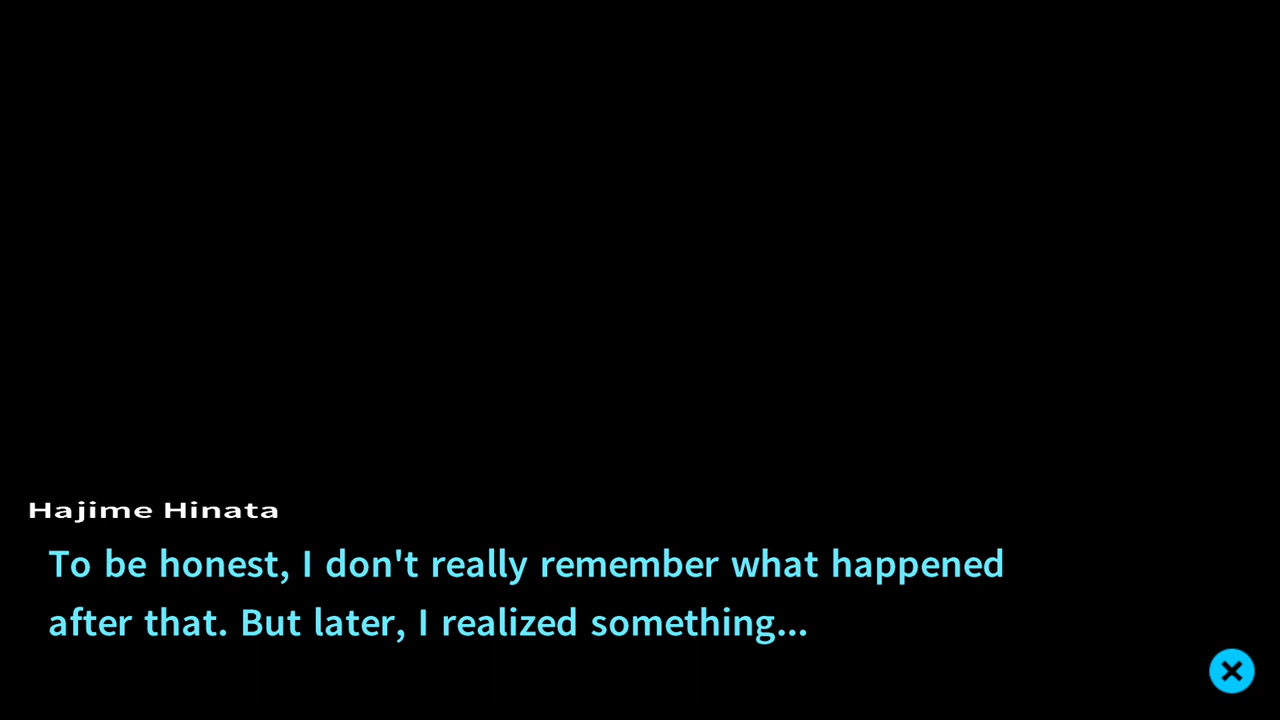 Hajime Hinata
To be honest, I don't really remember what happened
after that. But later, I realized something...